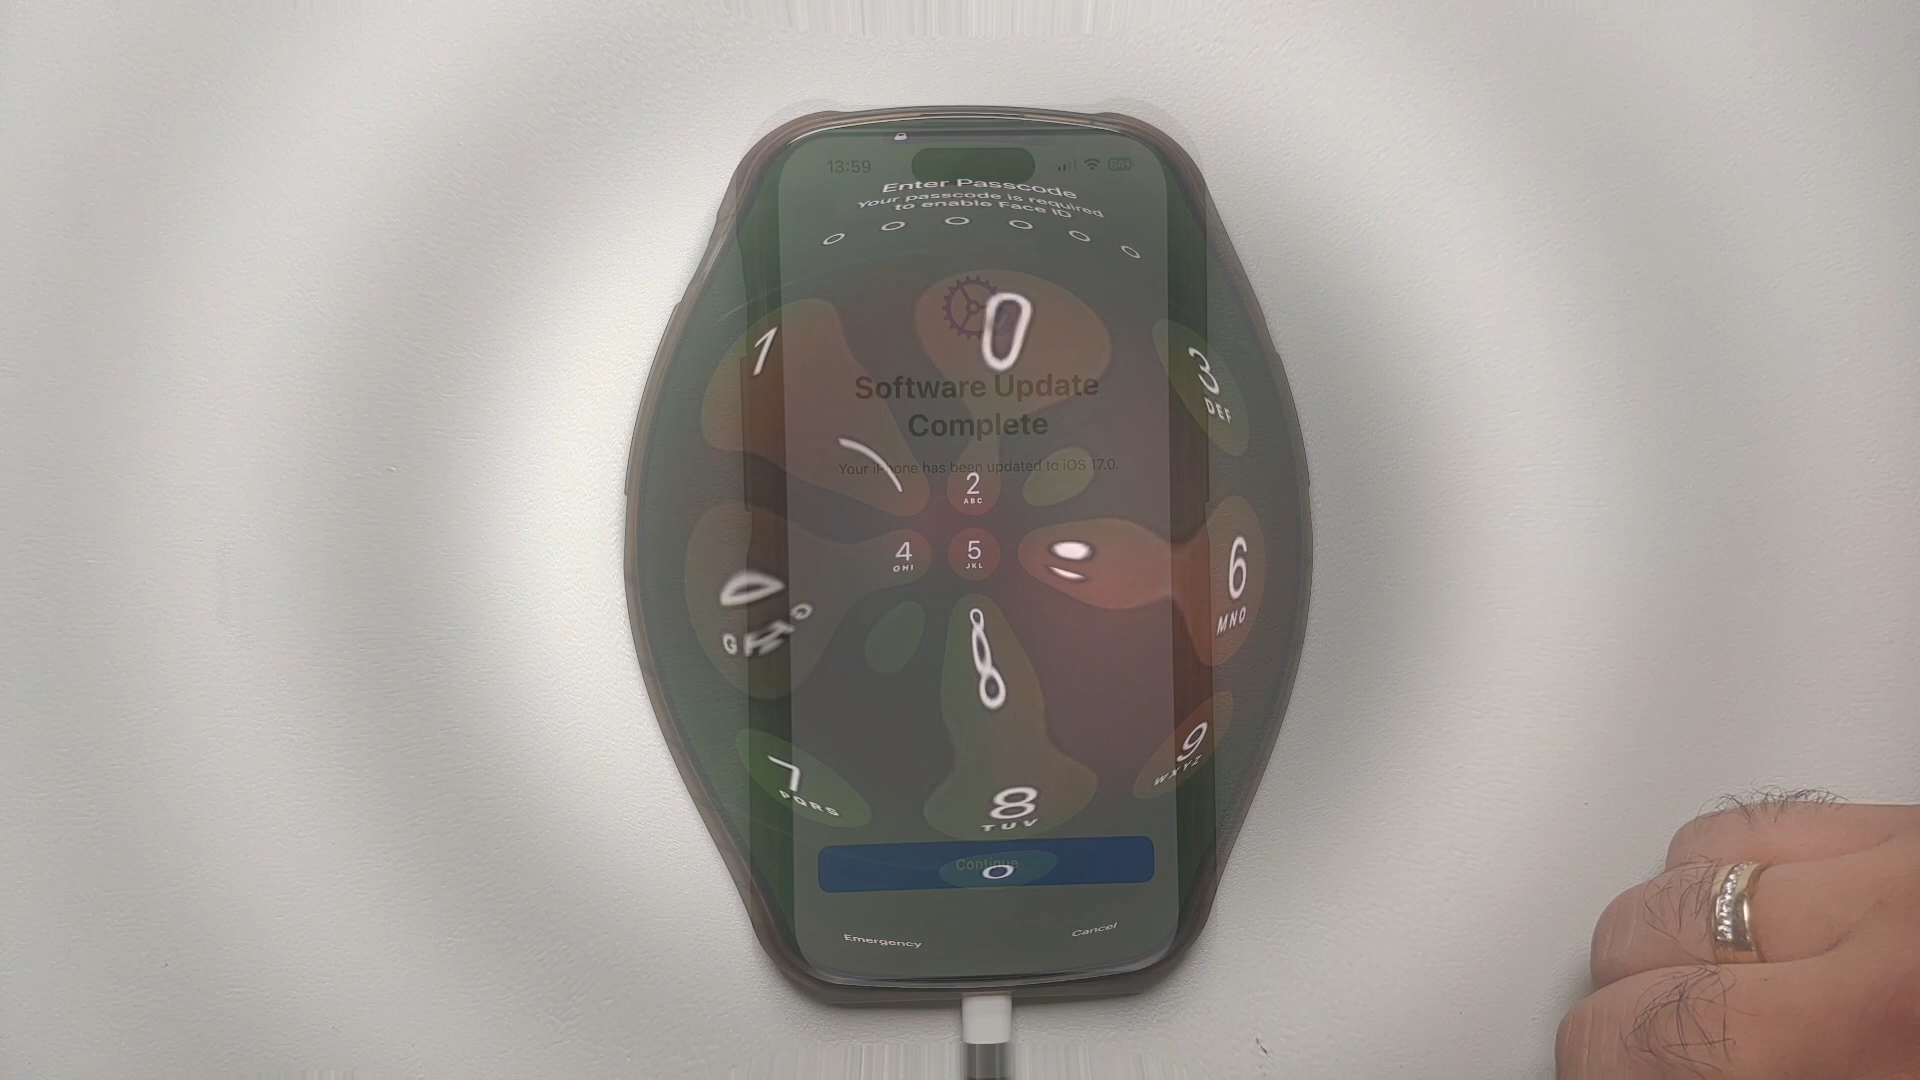 13:59
64
Enter Passcode
Your passcode is required
to enable Face ID
1
0
3
DEF
Software Update
Complete
Your iPhone has been updated to iOS 17.0.
2
ABC
4
GHI
5
JKL
6
MNO
8
7
PQRS
9
WXYZ
8
TUV
Continue
Emergency
Cancel